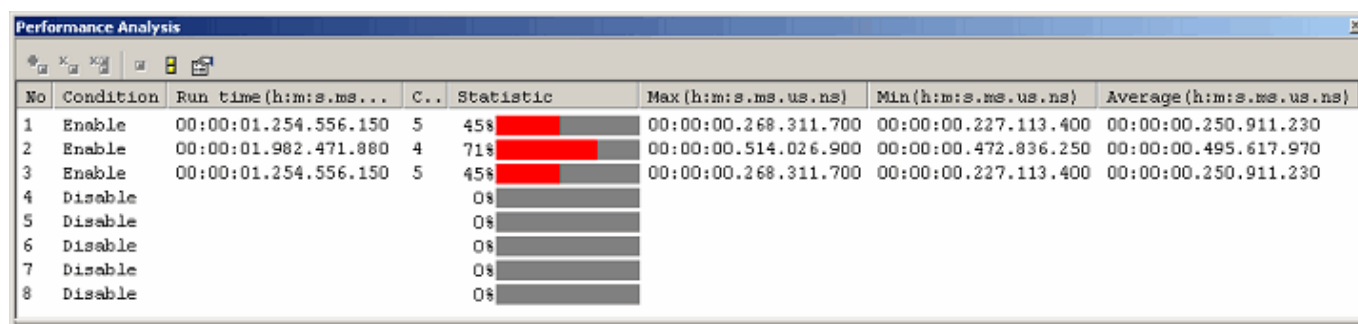 Performance Analysis
No Condition Run time(h:m:s.ms... C.. Statistic Max(h:m:s.ms.us.ns) Min(h:m:s.ms.us.ns) Average(h:m:s.ms.us.ns)
1 Enable 00:00:01.254.556.150 5 45% 00:00:00.268.311.700 00:00:00.227.113.400 00:00:00.250.911.230
2 Enable 00:00:01.982.471.880 4 71% 00:00:00.514.026.900 00:00:00.472.836.250 00:00:00.495.617.970
3 Enable 00:00:01.254.556.150 5 45% 00:00:00.268.311.700 00:00:00.227.113.400 00:00:00.250.911.230
4 Disable 0%
5 Disable 0%
6 Disable 0%
7 Disable 0%
8 Disable 0%